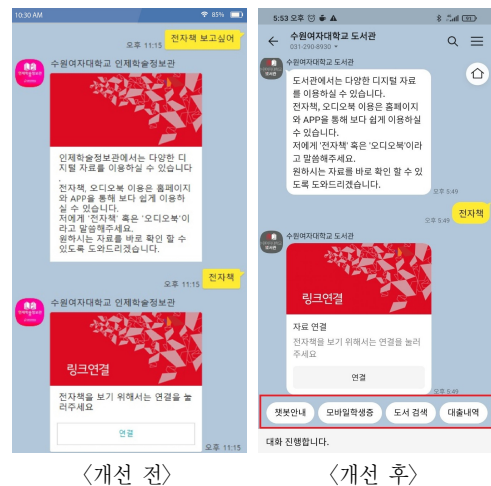 10:30 AM
85%
전자책 보고싶어
오후 11:15
수원여자대학교 인제학술정보관
인제학술정보관에서는 다양한 디
지털 자료를 이용하실 수 있습니다
.
전자책, 오디오북 이용은 홈페이지
와 APP을 통해 보다 쉽게 이용하
실 수 있습니다.
저에게 '전자책' 혹은 '오디오북'이
라고 말씀해주세요.
원하시는 자료를 바로 확인 할 수
있도록 도와드리겠습니다.
전자책
오후 11:15
수원여자대학교 인제학술정보관
링크연결
전자책을 보기 위해서는 연결을 눌
러주세요
연결
오후 11:15
〈개선 전〉
5:53 오후
91
수원여자대학교 도서관
031-290-8930
수원여자대학교 도서관
도서관에서는 다양한 디지털 자료
를 이용하실 수 있습니다.
전자책, 오디오북 이용은 홈페이지
와 APP을 통해 보다 쉽게 이용하실
수 있습니다.
저에게 '전자책' 혹은 '오디오북'이라
고 말씀해주세요.
원하시는 자료를 바로 확인 할 수 있
도록 도와드리겠습니다.
오후 5:49
전자책
오후 5:49
수원여자대학교 도서관
링크연결
자료 연결
전자책을 보기 위해서는 연결을 눌러
주세요
연결
오후 5:49
챗봇안내 모바일학생증 도서 검색 대출내역
대화 진행합니다.
〈개선 후〉